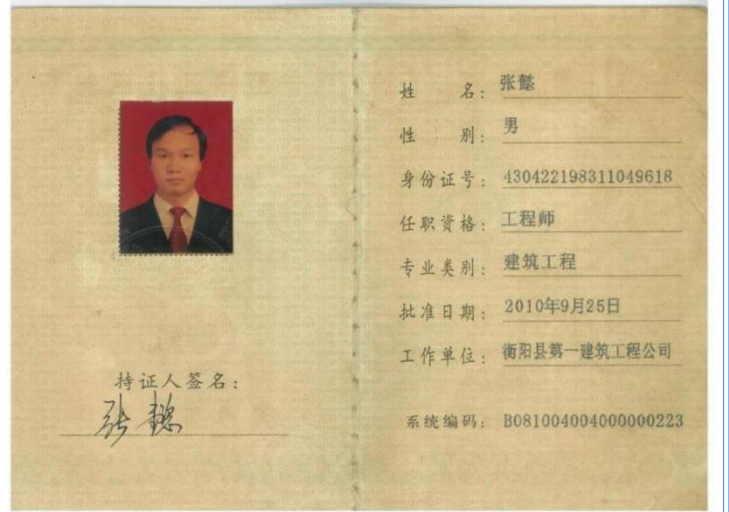 持证人签名:
张懿
姓 名: 张懿
性 别: 男
身份证号: 430422198311049618
任职资格: 工程师
专业类别: 建筑工程
批准日期: 2010年9月25日
工作单位: 衡阳县第一建筑工程公司
系统编码: B081004004000000223